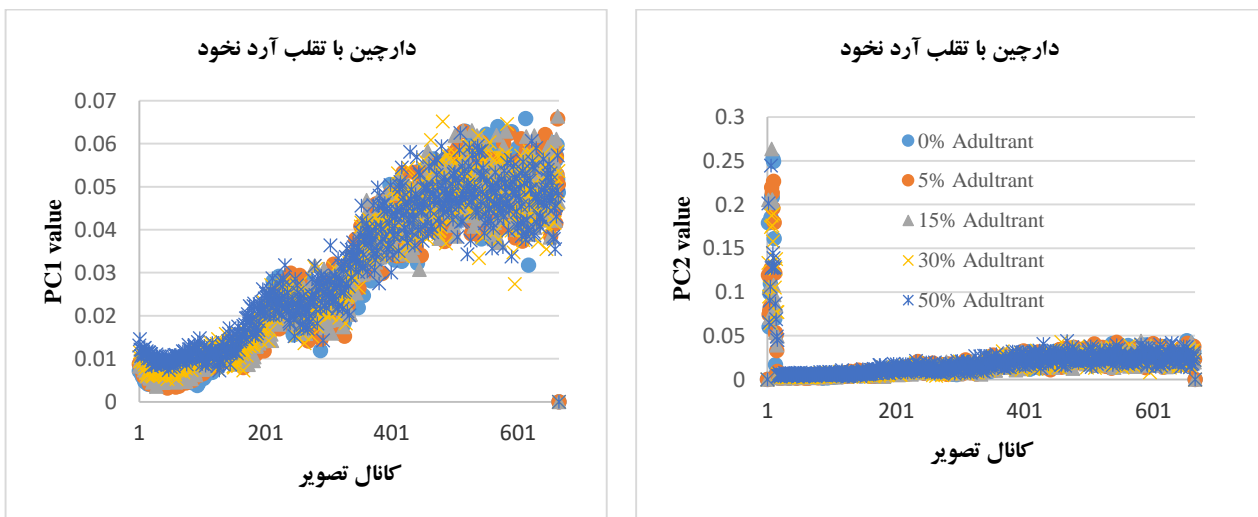 دارچین با تقلب آرد نخود
0.07
0.06
0.05
0.04
0.03
0.02
0.01
0
PC1 value
1 201 401 601
کانال تصویر
دارچین با تقلب آرد نخود
0.3
0.25
0.2
0.15
0.1
0.05
0
PC2 value
0% Adultrant
5% Adultrant
15% Adultrant
30% Adultrant
50% Adultrant
1 201 401 601
کانال تصویر